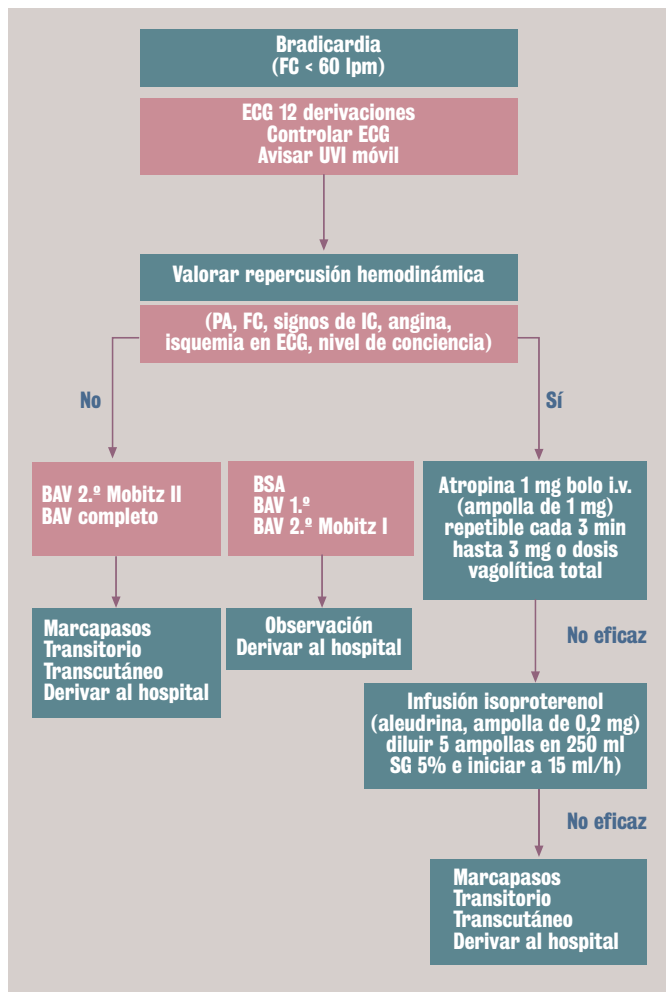 Bradicardia
(FC < 60 lpm)
ECG 12 derivaciones
Controlar ECG
Avisar UVI móvil
Valorar repercusión hemodinámica
(PA, FC, signos de IC, angina,
isquemia en ECG, nivel de conciencia)
No
Sí
BAV 2.º Mobitz II
BAV completo
BSA
BAV 1.º
BAV 2.º Mobitz I
Atropina 1 mg bolo i.v.
(ampolla de 1 mg)
repetible cada 3 min
hasta 3 mg o dosis
vagolítica total
Marcapasos
Transitorio
Transcutáneo
Derivar al hospital
Observación
Derivar al hospital
No eficaz
Infusión isoproterenol
(aleudrina, ampolla de 0,2 mg)
diluir 5 ampollas en 250 ml
SG 5% e iniciar a 15 ml/h)
No eficaz
Marcapasos
Transitorio
Transcutáneo
Derivar al hospital